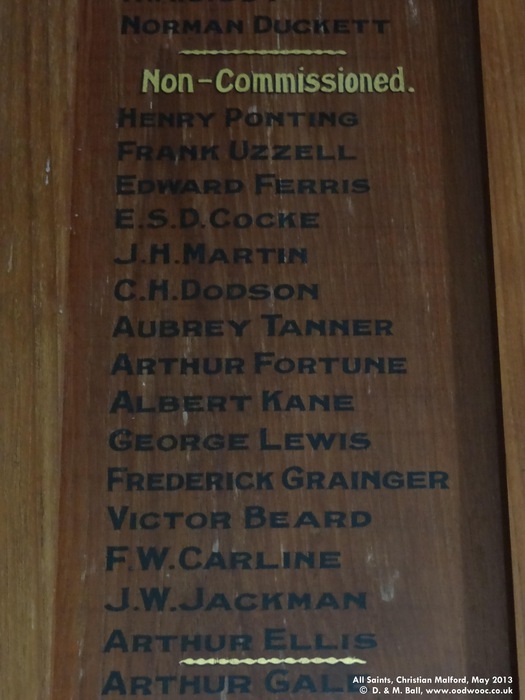 NORMAN DUCKETT
Non-Commissioned.
HENRY PONTING
FRANK UZZELL
EDWARD FERRIS
E.S.D.COCKE
J.H.MARTIN
C.H.DODSON
AUBREY TANNER
ARTHUR FORTUNE
ALBERT KANE
GEORGE LEWIS
FREDERICK GRAINGER
VICTOR BEARD
F.W.CARLINE
J.W.JACKMAN
ARTHUR ELLIS
ARTHUR
All Saints, Christian Malford, May 2013
© D. & M. Ball, www.oodwooc.co.uk